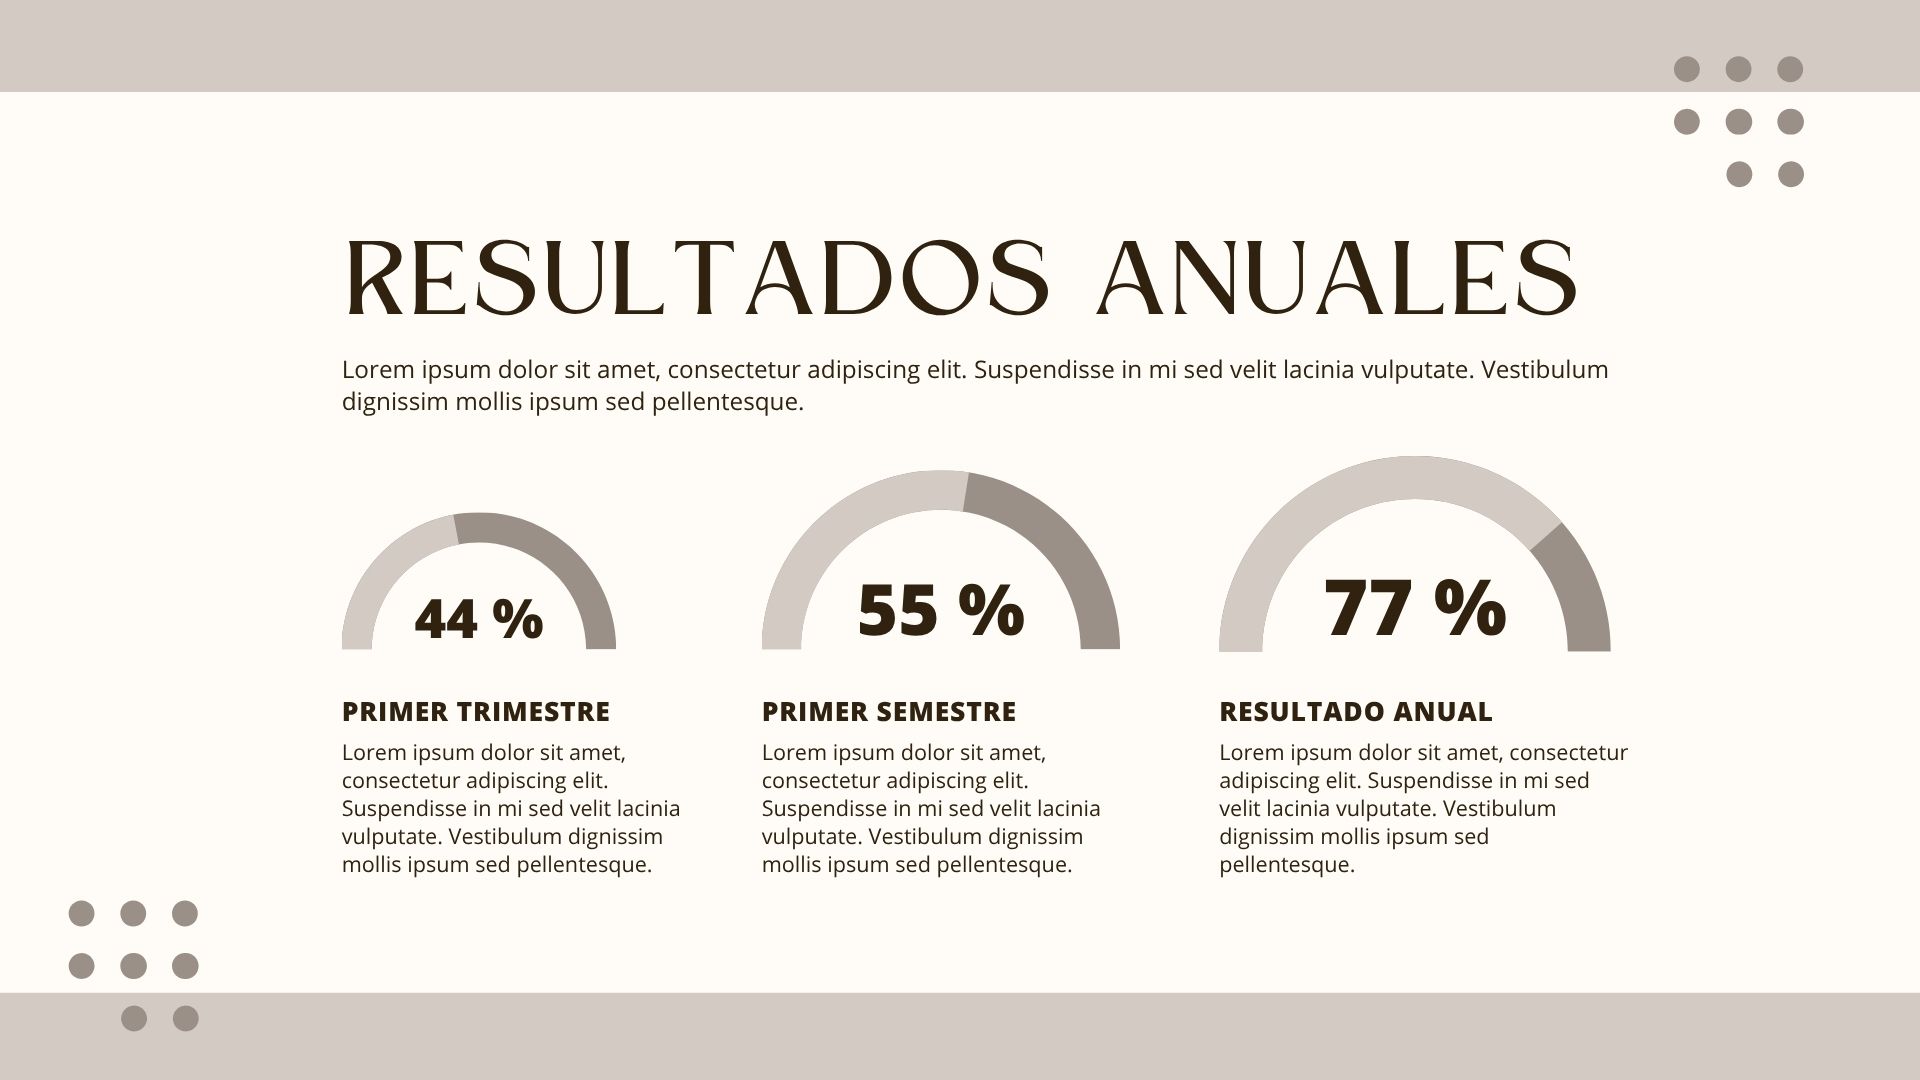 RESULTADOS ANUALES
Lorem ipsum dolor sit amet, consectetur adipiscing elit. Suspendisse in mi sed velit lacinia vulputate. Vestibulum
dignissim mollis ipsum sed pellentesque.
44 %
55 %
77 %
PRIMER TRIMESTRE
Lorem ipsum dolor sit amet,
consectetur adipiscing elit.
Suspendisse in mi sed velit lacinia
vulputate. Vestibulum dignissim
mollis ipsum sed pellentesque.
PRIMER SEMESTRE
Lorem ipsum dolor sit amet,
consectetur adipiscing elit.
Suspendisse in mi sed velit lacinia
vulputate. Vestibulum dignissim
mollis ipsum sed pellentesque.
RESULTADO ANUAL
Lorem ipsum dolor sit amet, consectetur
adipiscing elit. Suspendisse in mi sed
velit lacinia vulputate. Vestibulum
dignissim mollis ipsum sed
pellentesque.